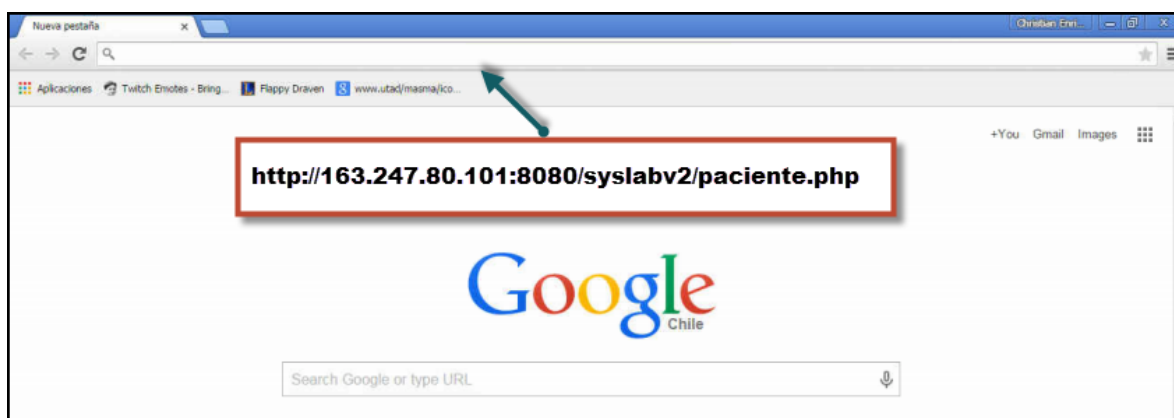 Nueva pestaña
Christian Enri...
Aplicaciones Twitch Emotes - Bring... Flappy Draven www.utad/masma/ico...
+You Gmail Images
http://163.247.80.101:8080/syslabv2/paciente.php
Google
Chile
Search Google or type URL